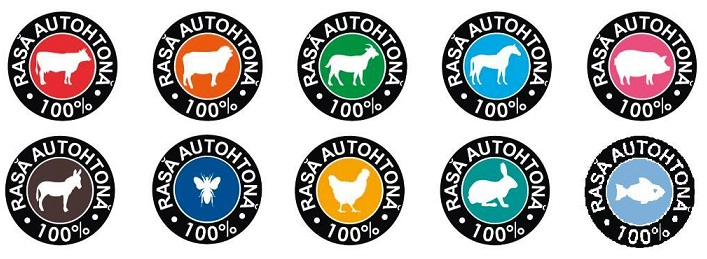 RASĂ AUTOHTONĂ
• 100% •
RASĂ AUTOHTONĂ
• 100% •
RASĂ AUTOHTONĂ
• 100% •
RASĂ AUTOHTONĂ
• 100% •
RASĂ AUTOHTONĂ
• 100% •
RASĂ AUTOHTONĂ
• 100% •
RASĂ AUTOHTONĂ
• 100% •
RASĂ AUTOHTONĂ
• 100% •
RASĂ AUTOHTONĂ
• 100% •
RASĂ AUTOHTONĂ
• 100% •